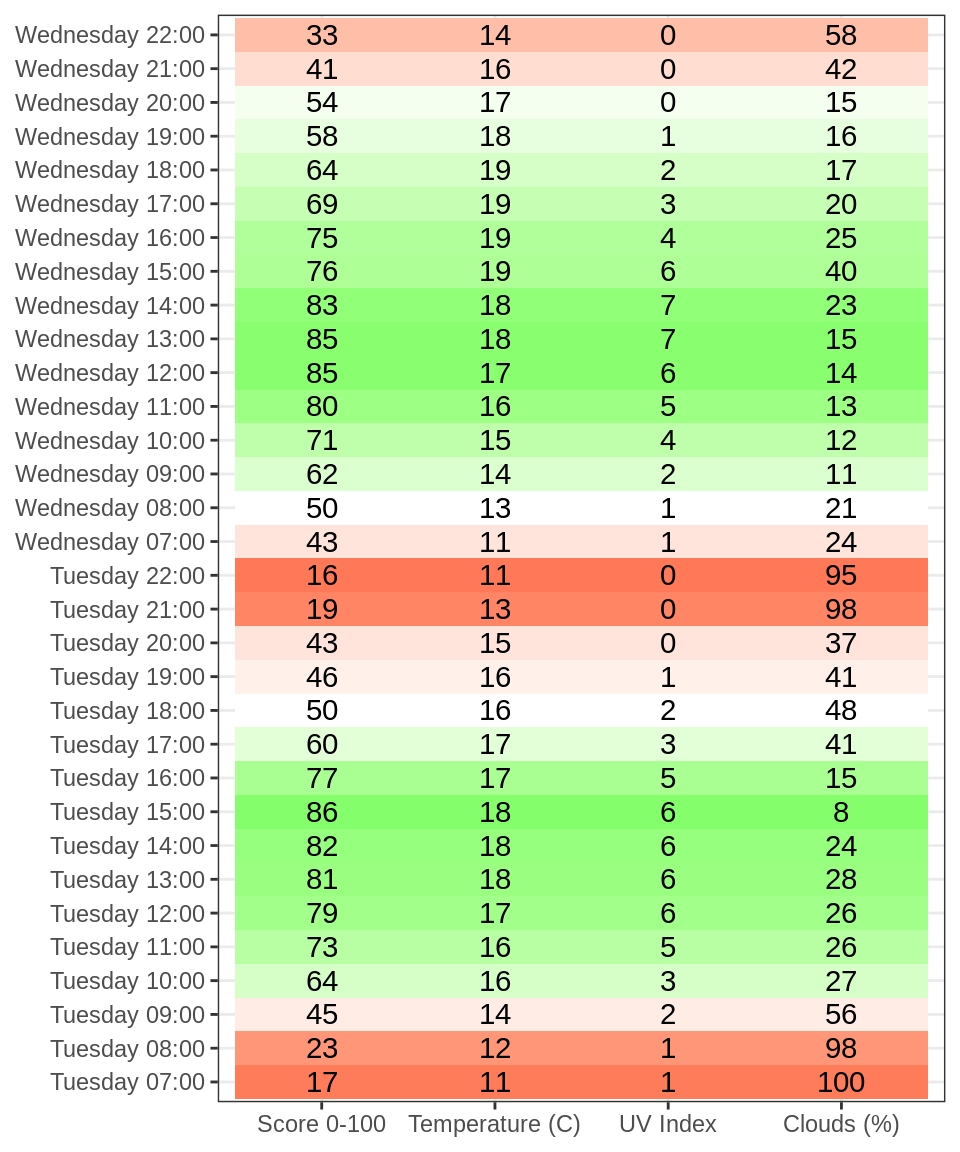 Wednesday 22:00 33 14 0 58
Wednesday 21:00 41 16 0 42
Wednesday 20:00 54 17 0 15
Wednesday 19:00 58 18 1 16
Wednesday 18:00 64 19 2 17
Wednesday 17:00 69 19 3 20
Wednesday 16:00 75 19 4 25
Wednesday 15:00 76 19 6 40
Wednesday 14:00 83 18 7 23
Wednesday 13:00 85 18 7 15
Wednesday 12:00 85 17 6 14
Wednesday 11:00 80 16 5 13
Wednesday 10:00 71 15 4 12
Wednesday 09:00 62 14 2 11
Wednesday 08:00 50 13 1 21
Wednesday 07:00 43 11 1 24
Tuesday 22:00 16 11 0 95
Tuesday 21:00 19 13 0 98
Tuesday 20:00 43 15 0 37
Tuesday 19:00 46 16 1 41
Tuesday 18:00 50 16 2 48
Tuesday 17:00 60 17 3 41
Tuesday 16:00 77 17 5 15
Tuesday 15:00 86 18 6 8
Tuesday 14:00 82 18 6 24
Tuesday 13:00 81 18 6 28
Tuesday 12:00 79 17 6 26
Tuesday 11:00 73 16 5 26
Tuesday 10:00 64 16 3 27
Tuesday 09:00 45 14 2 56
Tuesday 08:00 23 12 1 98
Tuesday 07:00 17 11 1 100
Score 0-100 Temperature (C) UV Index Clouds (%)